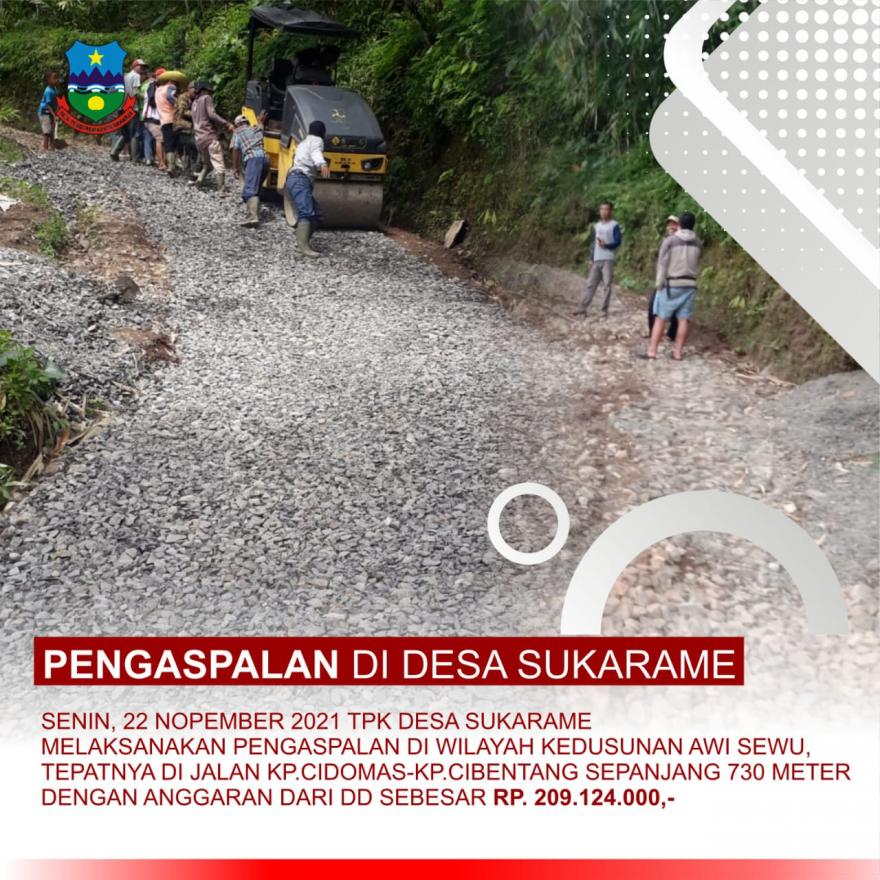 PENGASPALAN DI DESA SUKARAME
SENIN, 22 NOPEMBER 2021 TPK DESA SUKARAME
MELAKSANAKAN PENGASPALAN DI WILAYAH KEDUSUNAN AWI SEWU,
TEPATNYA DI JALAN KP.CIDOMAS-KP.CIBENTANG SEPANJANG 730 METER
DENGAN ANGGARAN DARI DD SEBESAR RP. 209.124.000,-